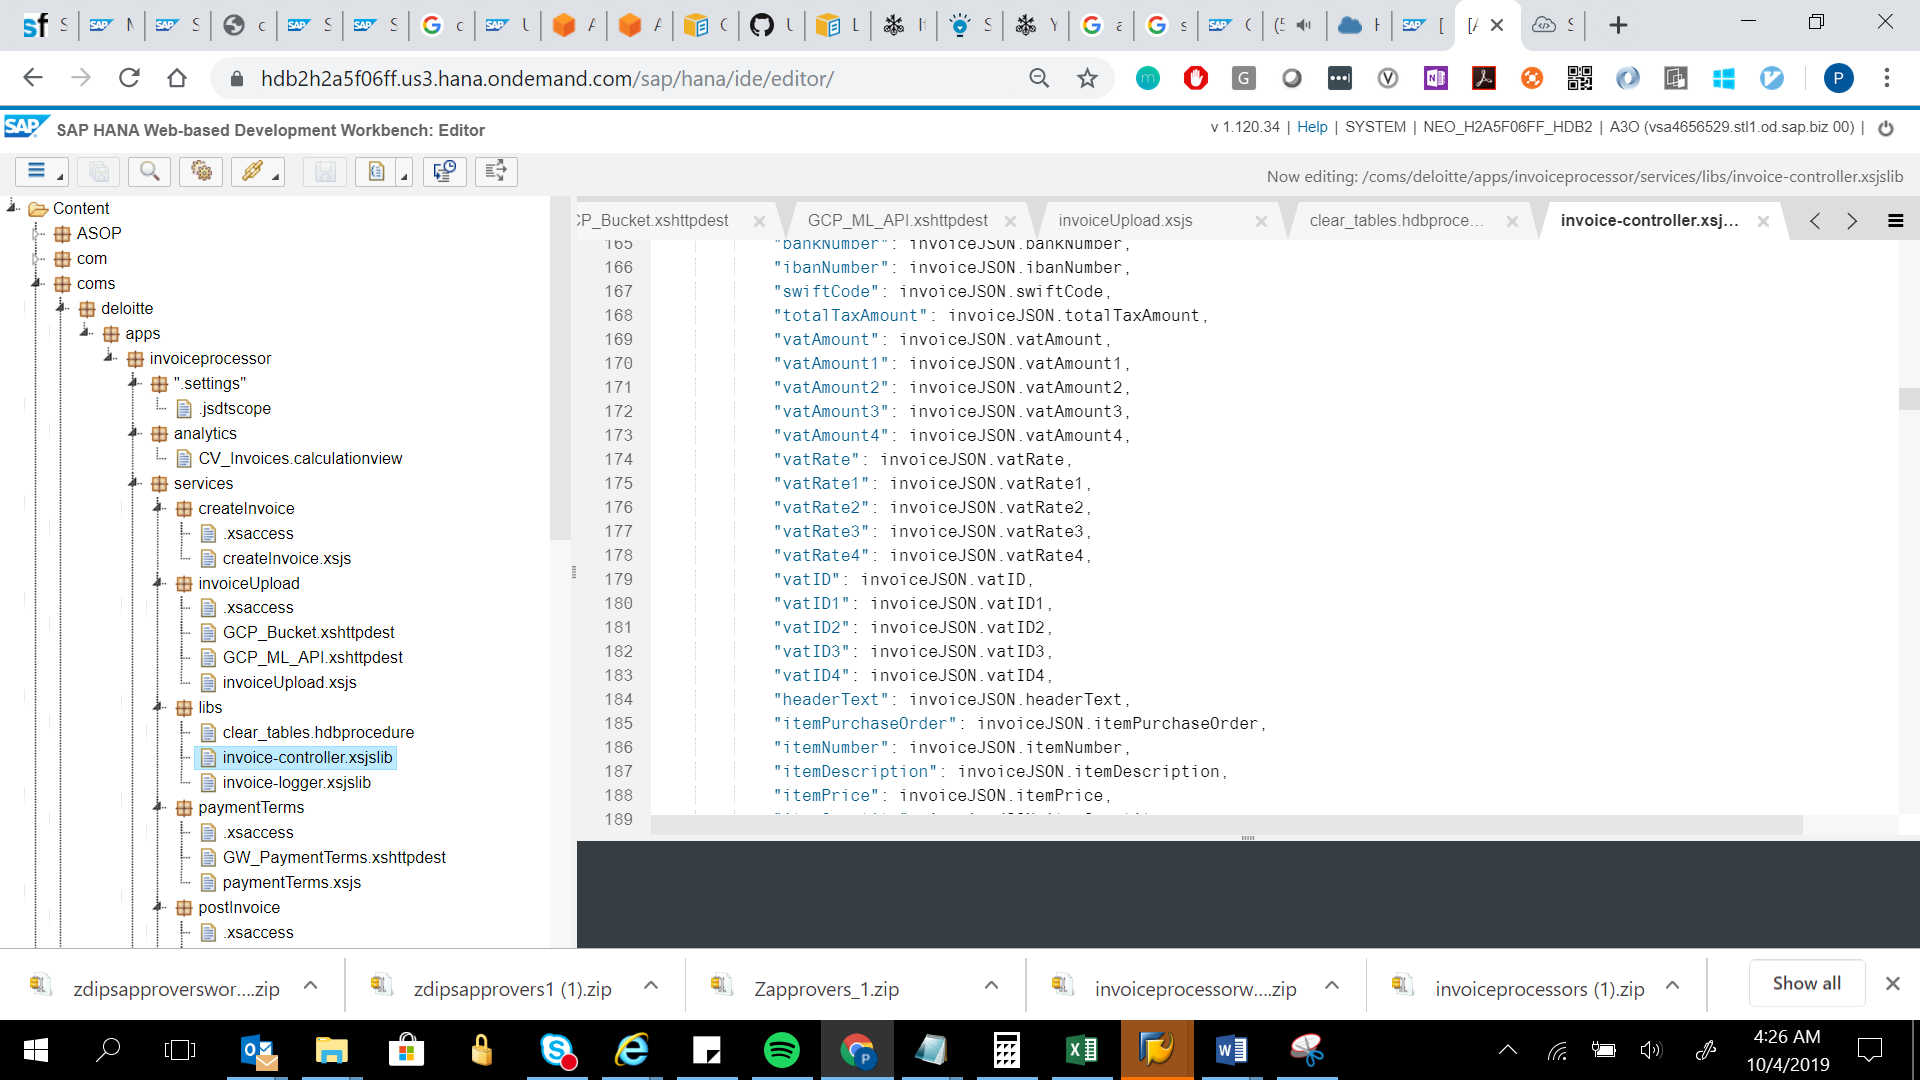 hdb2h2a5f06ff.us3.hana.ondemand.com/sap/hana/ide/editor/
SAP SAP HANA Web-based Development Workbench: Editor
v 1.120.34 | Help | SYSTEM | NEO_H2A5F06FF_HDB2 | A3O (vsa4656529.stl1.od.sap.biz 00) |
Now editing: /coms/deloitte/apps/invoiceprocessor/services/libs/invoice-controller.xsjslib
Content
ASOP
com
coms
deloitte
apps
invoiceprocessor
".settings"
.jsdtscope
analytics
CV_Invoices.calculationview
services
createInvoice
.xsaccess
createInvoice.xsjs
invoiceUpload
.xsaccess
GCP_Bucket.xshttpdest
GCP_ML_API.xshttpdest
invoiceUpload.xsjs
libs
clear_tables.hdbprocedure
invoice-controller.xsjslib
invoice-logger.xsjslib
paymentTerms
.xsaccess
GW_PaymentTerms.xshttpdest
paymentTerms.xsjs
postInvoice
.xsaccess
CP_Bucket.xshttpdest
GCP_ML_API.xshttpdest
invoiceUpload.xsjs
clear_tables.hdbproce...
invoice-controller.xsj...
165 "bankNumber": invoiceJSON.bankNumber,
166 "ibanNumber": invoiceJSON.ibanNumber,
167 "swiftCode": invoiceJSON.swiftCode,
168 "totalTaxAmount": invoiceJSON.totalTaxAmount,
169 "vatAmount": invoiceJSON.vatAmount,
170 "vatAmount1": invoiceJSON.vatAmount1,
171 "vatAmount2": invoiceJSON.vatAmount2,
172 "vatAmount3": invoiceJSON.vatAmount3,
173 "vatAmount4": invoiceJSON.vatAmount4,
174 "vatRate": invoiceJSON.vatRate,
175 "vatRate1": invoiceJSON.vatRate1,
176 "vatRate2": invoiceJSON.vatRate2,
177 "vatRate3": invoiceJSON.vatRate3,
178 "vatRate4": invoiceJSON.vatRate4,
179 "vatID": invoiceJSON.vatID,
180 "vatID1": invoiceJSON.vatID1,
181 "vatID2": invoiceJSON.vatID2,
182 "vatID3": invoiceJSON.vatID3,
183 "vatID4": invoiceJSON.vatID4,
184 "headerText": invoiceJSON.headerText,
185 "itemPurchaseOrder": invoiceJSON.itemPurchaseOrder,
186 "itemNumber": invoiceJSON.itemNumber,
187 "itemDescription": invoiceJSON.itemDescription,
188 "itemPrice": invoiceJSON.itemPrice,
189
zdipsapproverswor....zip
zdipsapprovers1 (1).zip
Zapprovers_1.zip
invoiceprocessorw....zip
invoiceprocessors (1).zip
Show all
4:26 AM
10/4/2019